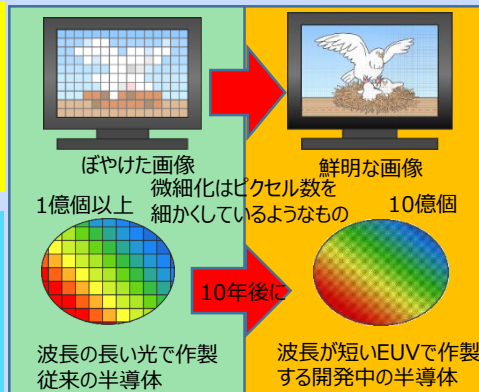 ぼやけた画像
鮮明な画像
微細化はピクセル数を
細かくしているようなもの
1億個以上
10億個
10年後に
波長の長い光で作製
従来の半導体
波長が短いEUVで作製
する開発中の半導体